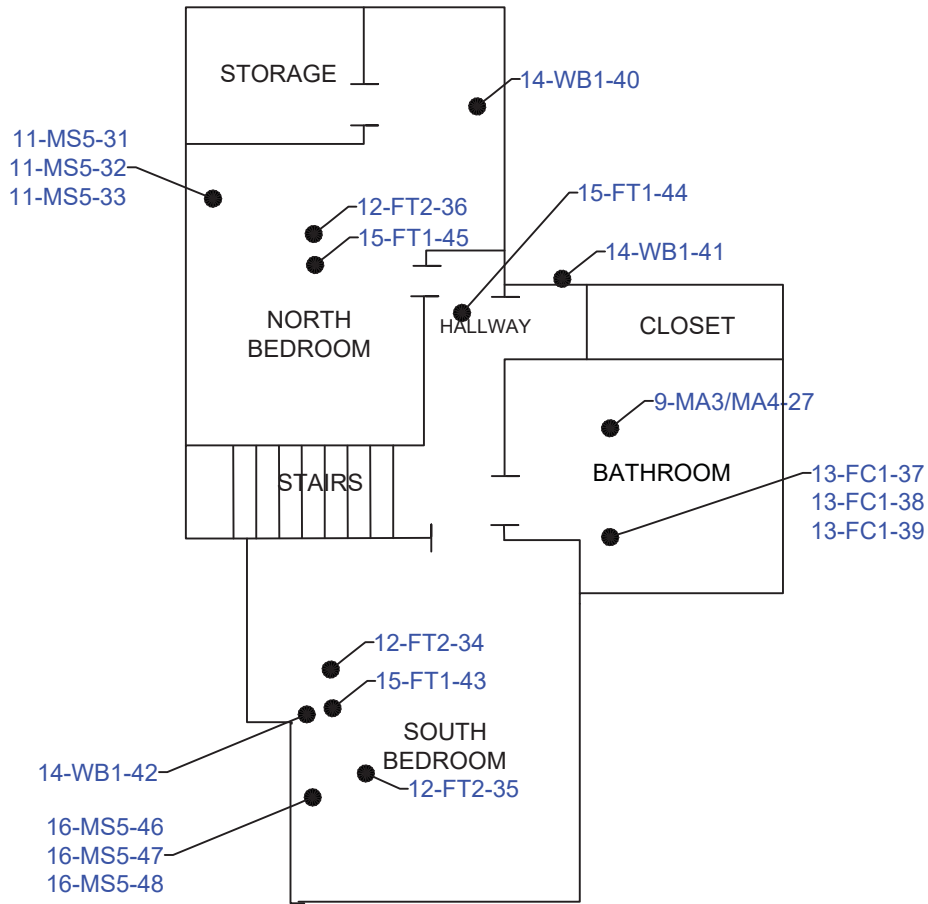 STORAGE
14-WB1-40
11-MS5-31
11-MS5-32
11-MS5-33
15-FT1-44
12-FT2-36
15-FT1-45
14-WB1-41
NORTH
BEDROOM
HALLWAY
CLOSET
9-MA3/MA4-27
STAIRS
BATHROOM
13-FC1-37
13-FC1-38
13-FC1-39
12-FT2-34
15-FT1-43
SOUTH
BEDROOM
14-WB1-42
12-FT2-35
16-MS5-46
16-MS5-47
16-MS5-48